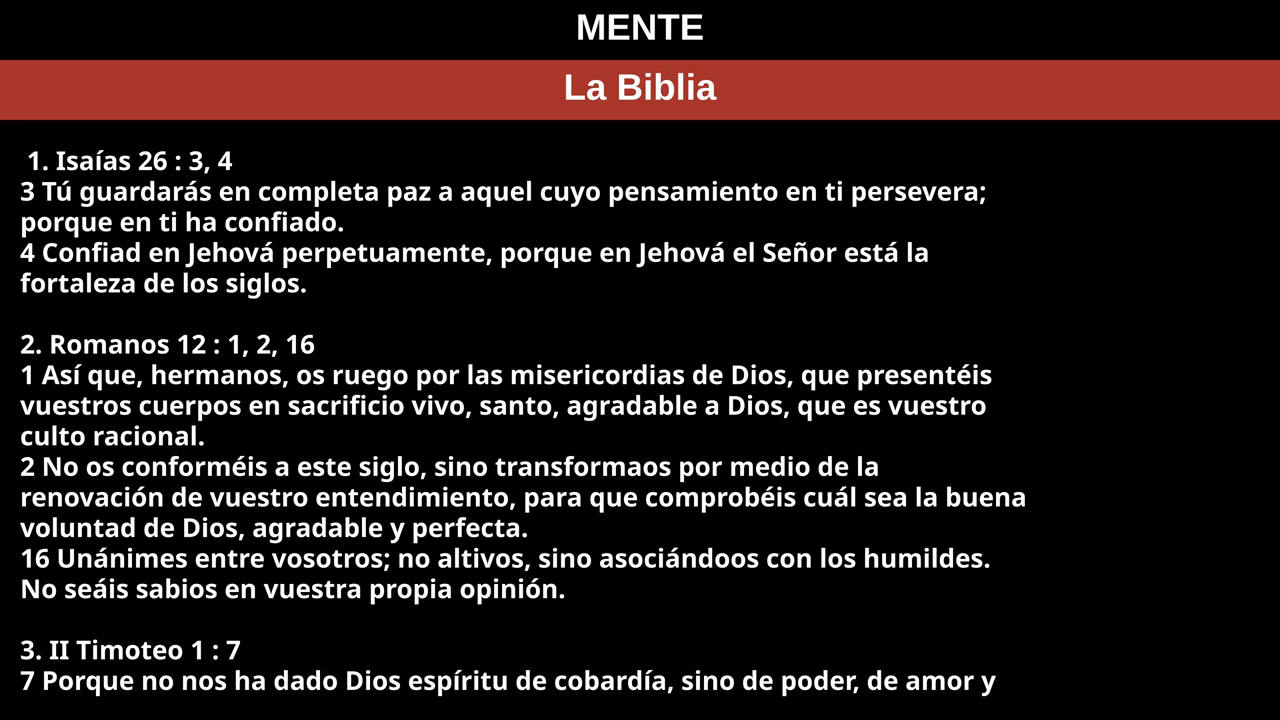 MENTE
La Biblia
1. Isaías 26 : 3, 4
3 Tú guardarás en completa paz a aquel cuyo pensamiento en ti persevera;
porque en ti ha confiado.
4 Confiad en Jehová perpetuamente, porque en Jehová el Señor está la
fortaleza de los siglos.
2. Romanos 12 : 1, 2, 16
1 Así que, hermanos, os ruego por las misericordias de Dios, que presentéis
vuestros cuerpos en sacrificio vivo, santo, agradable a Dios, que es vuestro
culto racional.
2 No os conforméis a este siglo, sino transformaos por medio de la
renovación de vuestro entendimiento, para que comprobéis cuál sea la buena
voluntad de Dios, agradable y perfecta.
16 Unánimes entre vosotros; no altivos, sino asociándoos con los humildes.
No seáis sabios en vuestra propia opinión.
3. II Timoteo 1 : 7
7 Porque no nos ha dado Dios espíritu de cobardía, sino de poder, de amor y